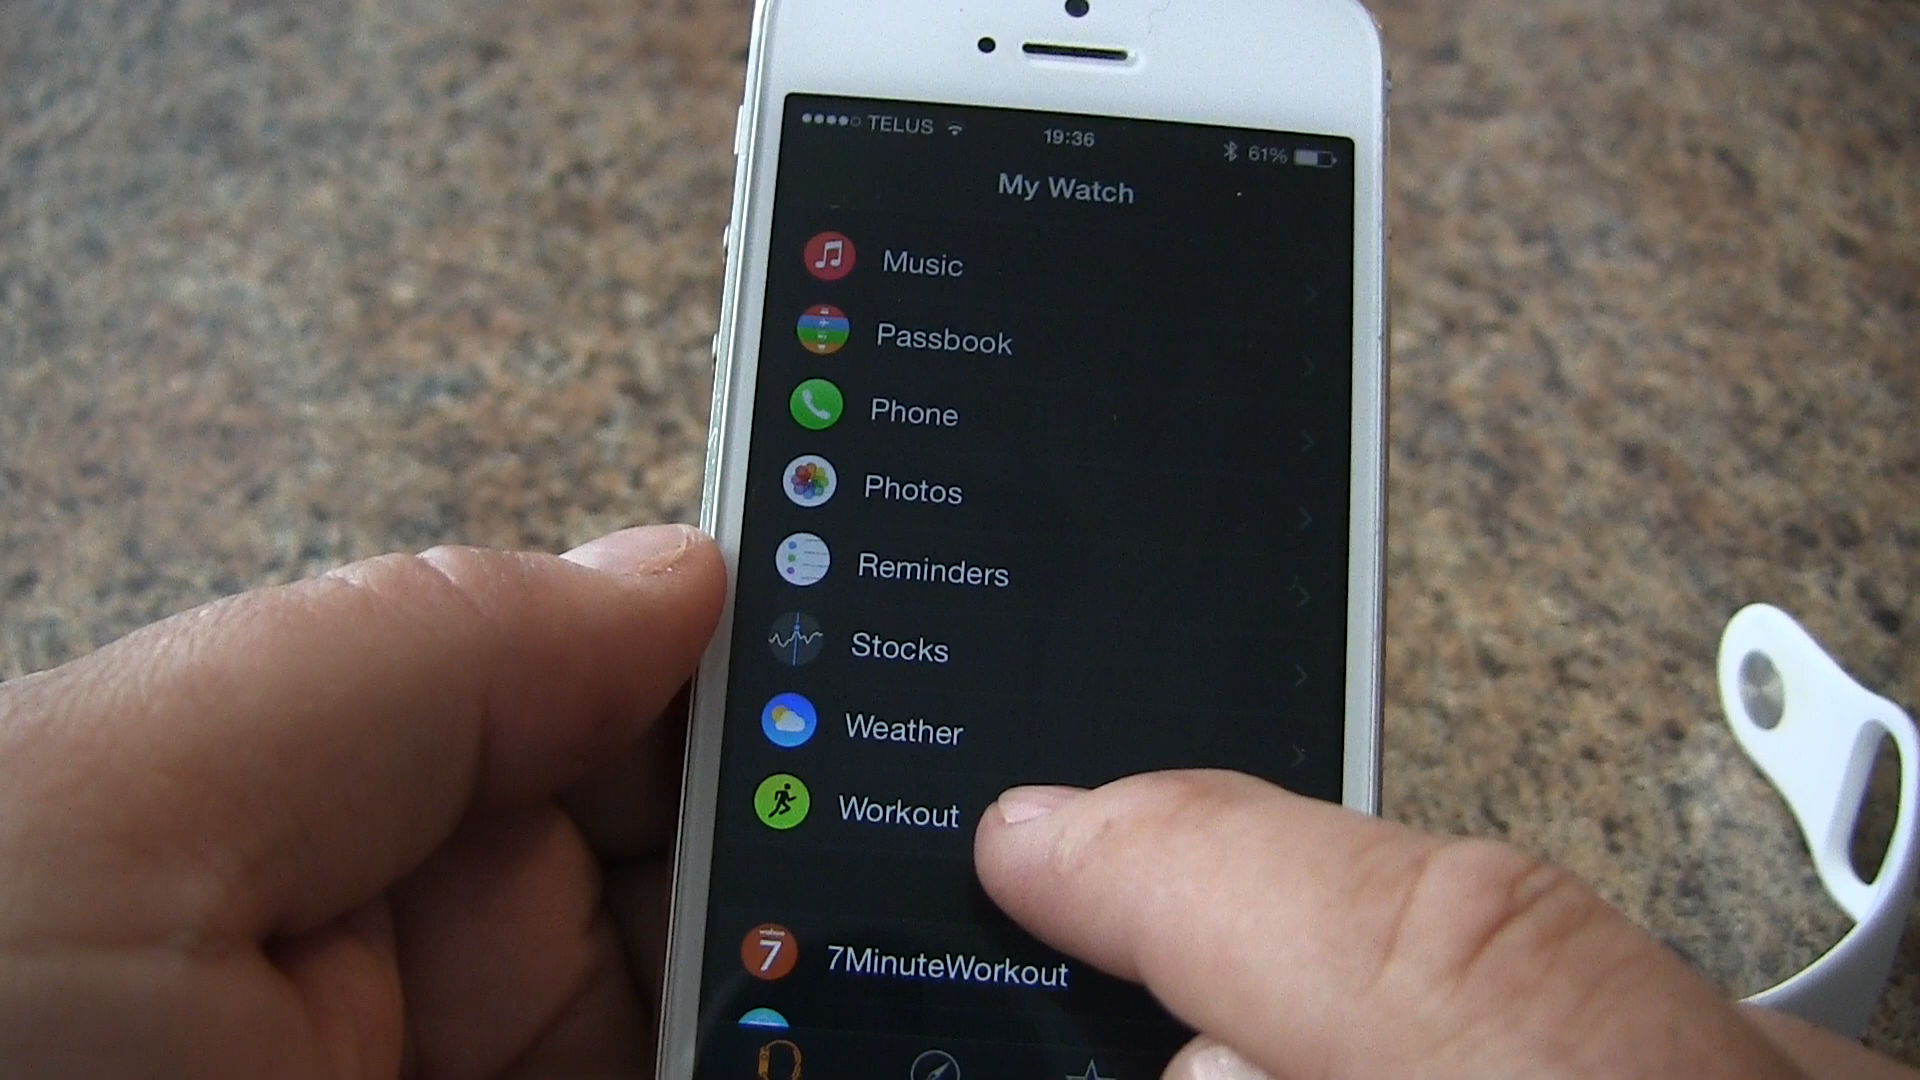 TELUS 19:36 61%
My Watch
Music
Passbook
Phone
Photos
Reminders
Stocks
Weather
Workout
7 7MinuteWorkout